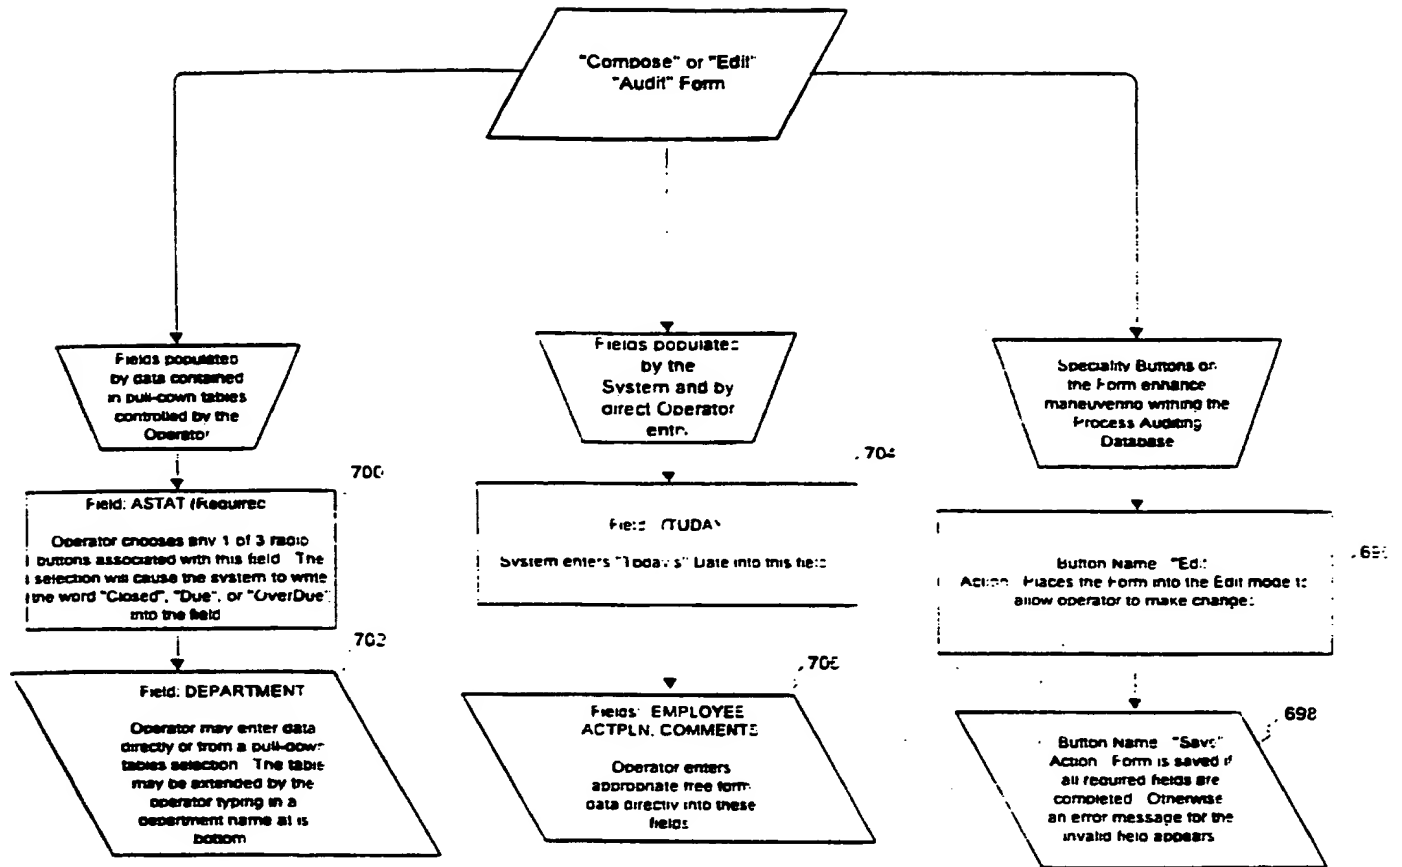 "Compose" or "Edit"
"Audit" Form
Fields populated
by data contained
in pull-down tables
controlled by the
Operator
Fields populated
by the
System and by
direct Operator
Speciality Buttons on
the Form enhance
withing the
Process Auditing
Database
700
Field: ASTAT (Required
Operator chooses any 1 of 3 radio
buttons associated with this field The
selection will cause the system to write
the word "Closed", "Due", or "OverDue"
into the field
704
Field
System enters "Today's" Date into this field
Button Name "Edit
Action Places the Form into the Edit mode to
allow operator to make changes
702
Field: DEPARTMENT
Operator may enter data
directly or from a pull-down
tables selection The table
may be extended by the
operator typing in a
department name at is
bottom
706
Fields: EMPLOYEE
ACTPLN, COMMENTS
Operator enters
appropriate free form
data directly into these
fields
698
Button Name "Save"
Action Form is saved if
all required fields are
completed Otherwise
an error message for the
invalid field appears